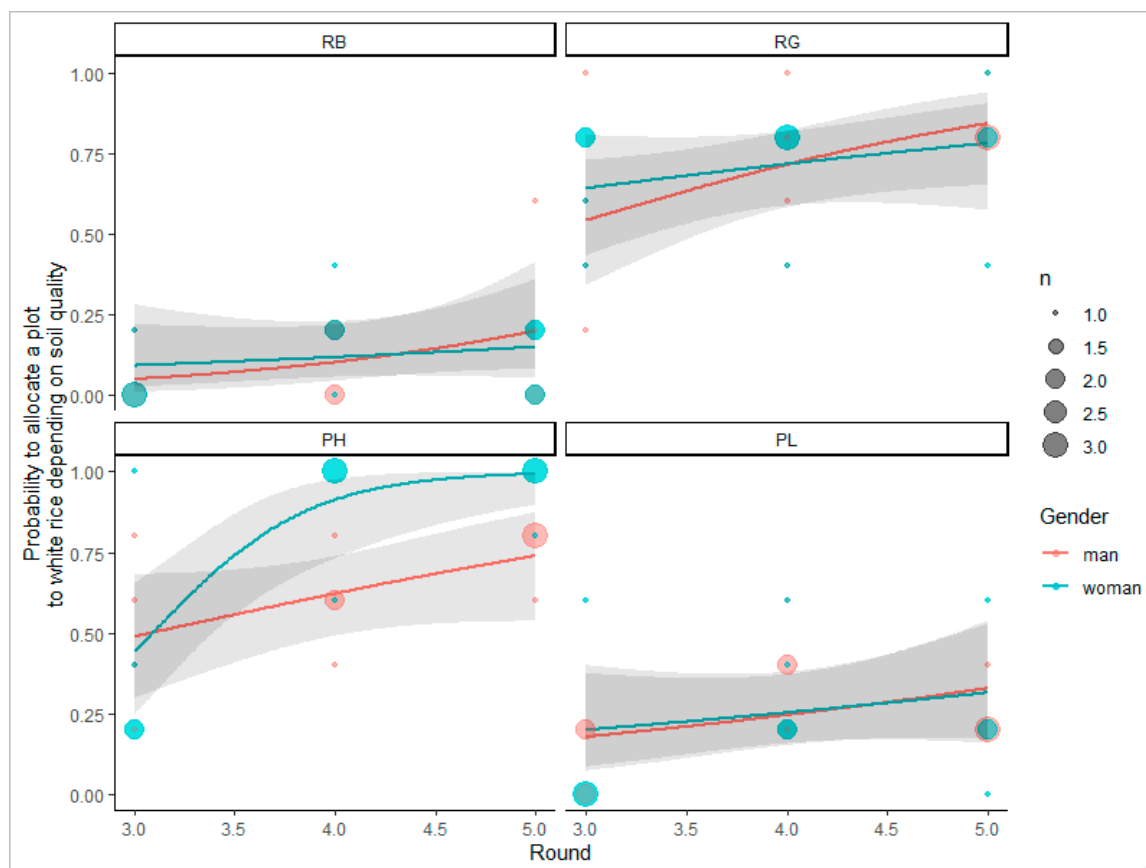 RB
RG
1.00
0.75
0.50
0.25
0.00
PH
PL
1.00
0.75
0.50
0.25
0.00
Probability to allocate a plot
to white rice depending on soil quality
3.0
3.5
4.0
4.5
5.0
3.0
3.5
4.0
4.5
5.0
Round
n
1.0
1.5
2.0
2.5
3.0
Gender
man
woman